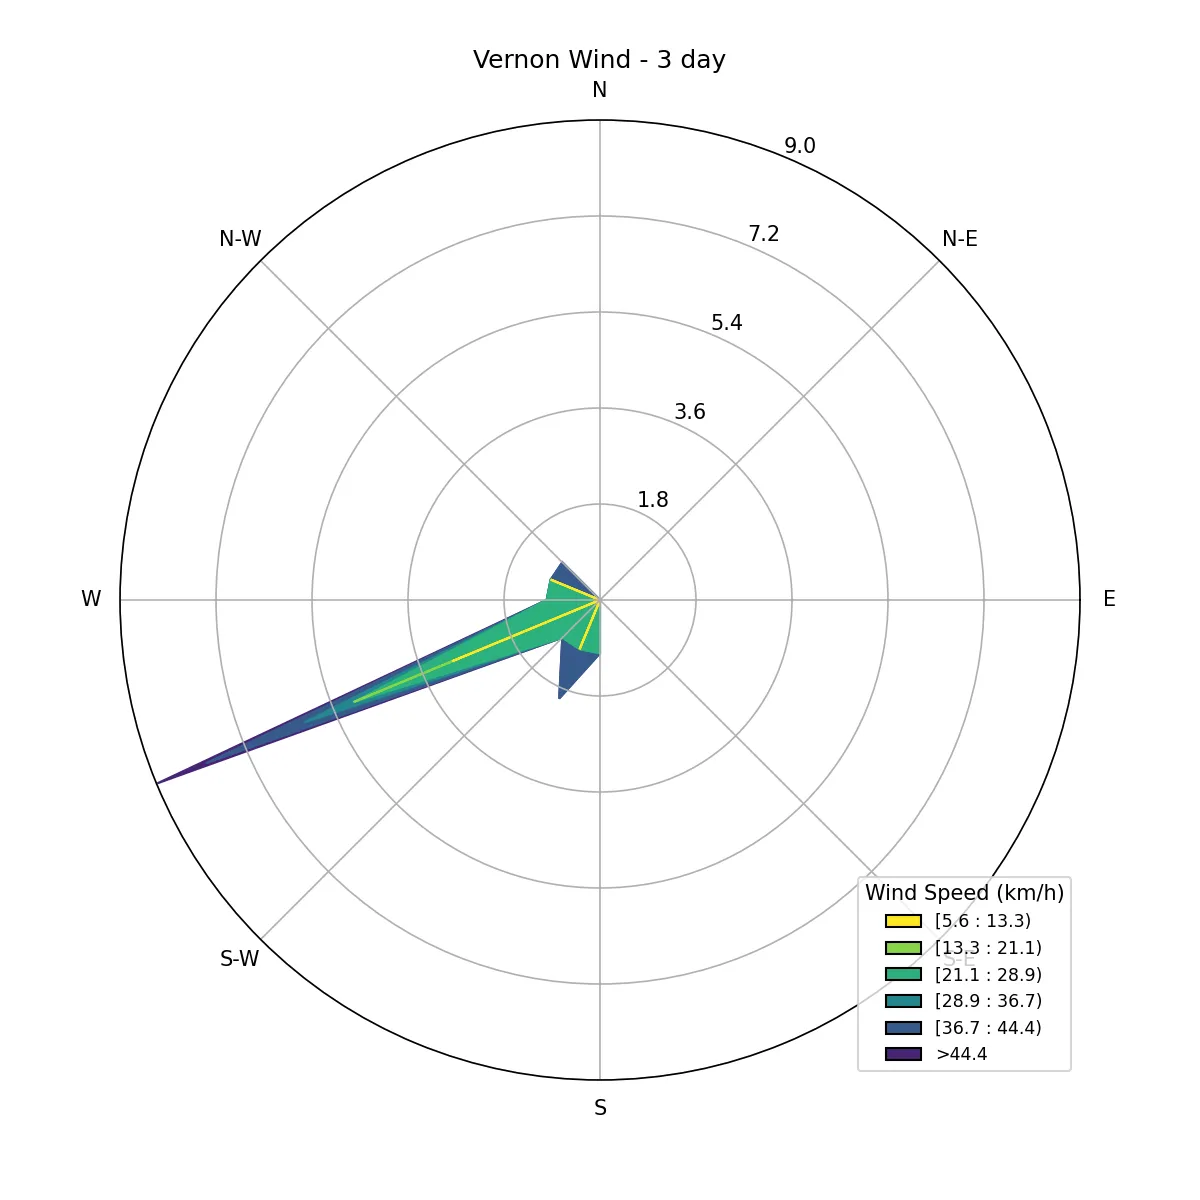 Vernon Wind - 3 day
N
9.0
N-W
N-E
7.2
5.4
3.6
1.8
W
E
S-W
S-E
S
Wind Speed (km/h)
[5.6 : 13.3)
[13.3 : 21.1)
[21.1 : 28.9)
[28.9 : 36.7)
[36.7 : 44.4)
>44.4